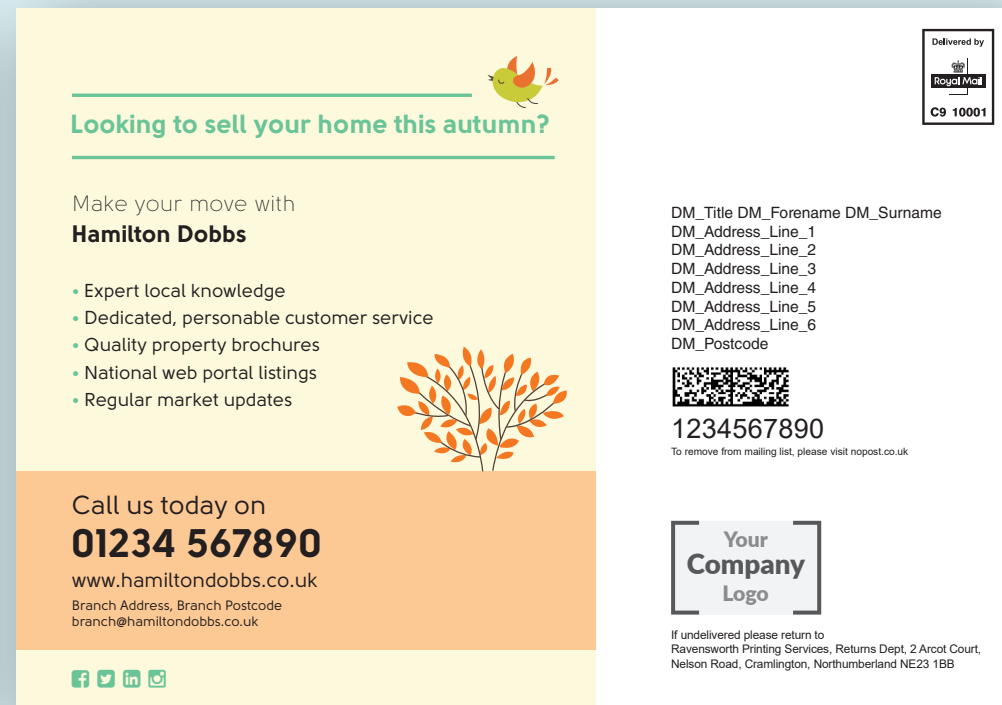 Looking to sell your home this autumn?
Make your move with
Hamilton Dobbs
• Expert local knowledge
• Dedicated, personable customer service
• Quality property brochures
• National web portal listings
• Regular market updates
Call us today on
01234 567890
www.hamiltondobbs.co.uk
Branch Address, Branch Postcode
branch@hamiltondobbs.co.uk
Delivered by
Royal Mail
C9 10001
DM_Title DM_Forename DM_Surname
DM_Address_Line_1
DM_Address_Line_2
DM_Address_Line_3
DM_Address_Line_4
DM_Address_Line_5
DM_Address_Line_6
DM_Postcode
1234567890
To remove from mailing list, please visit nopost.co.uk
Your
Company
Logo
If undelivered please return to
Ravensworth Printing Services, Returns Dept, 2 Arcot Court,
Nelson Road, Cramlington, Northumberland NE23 1BB